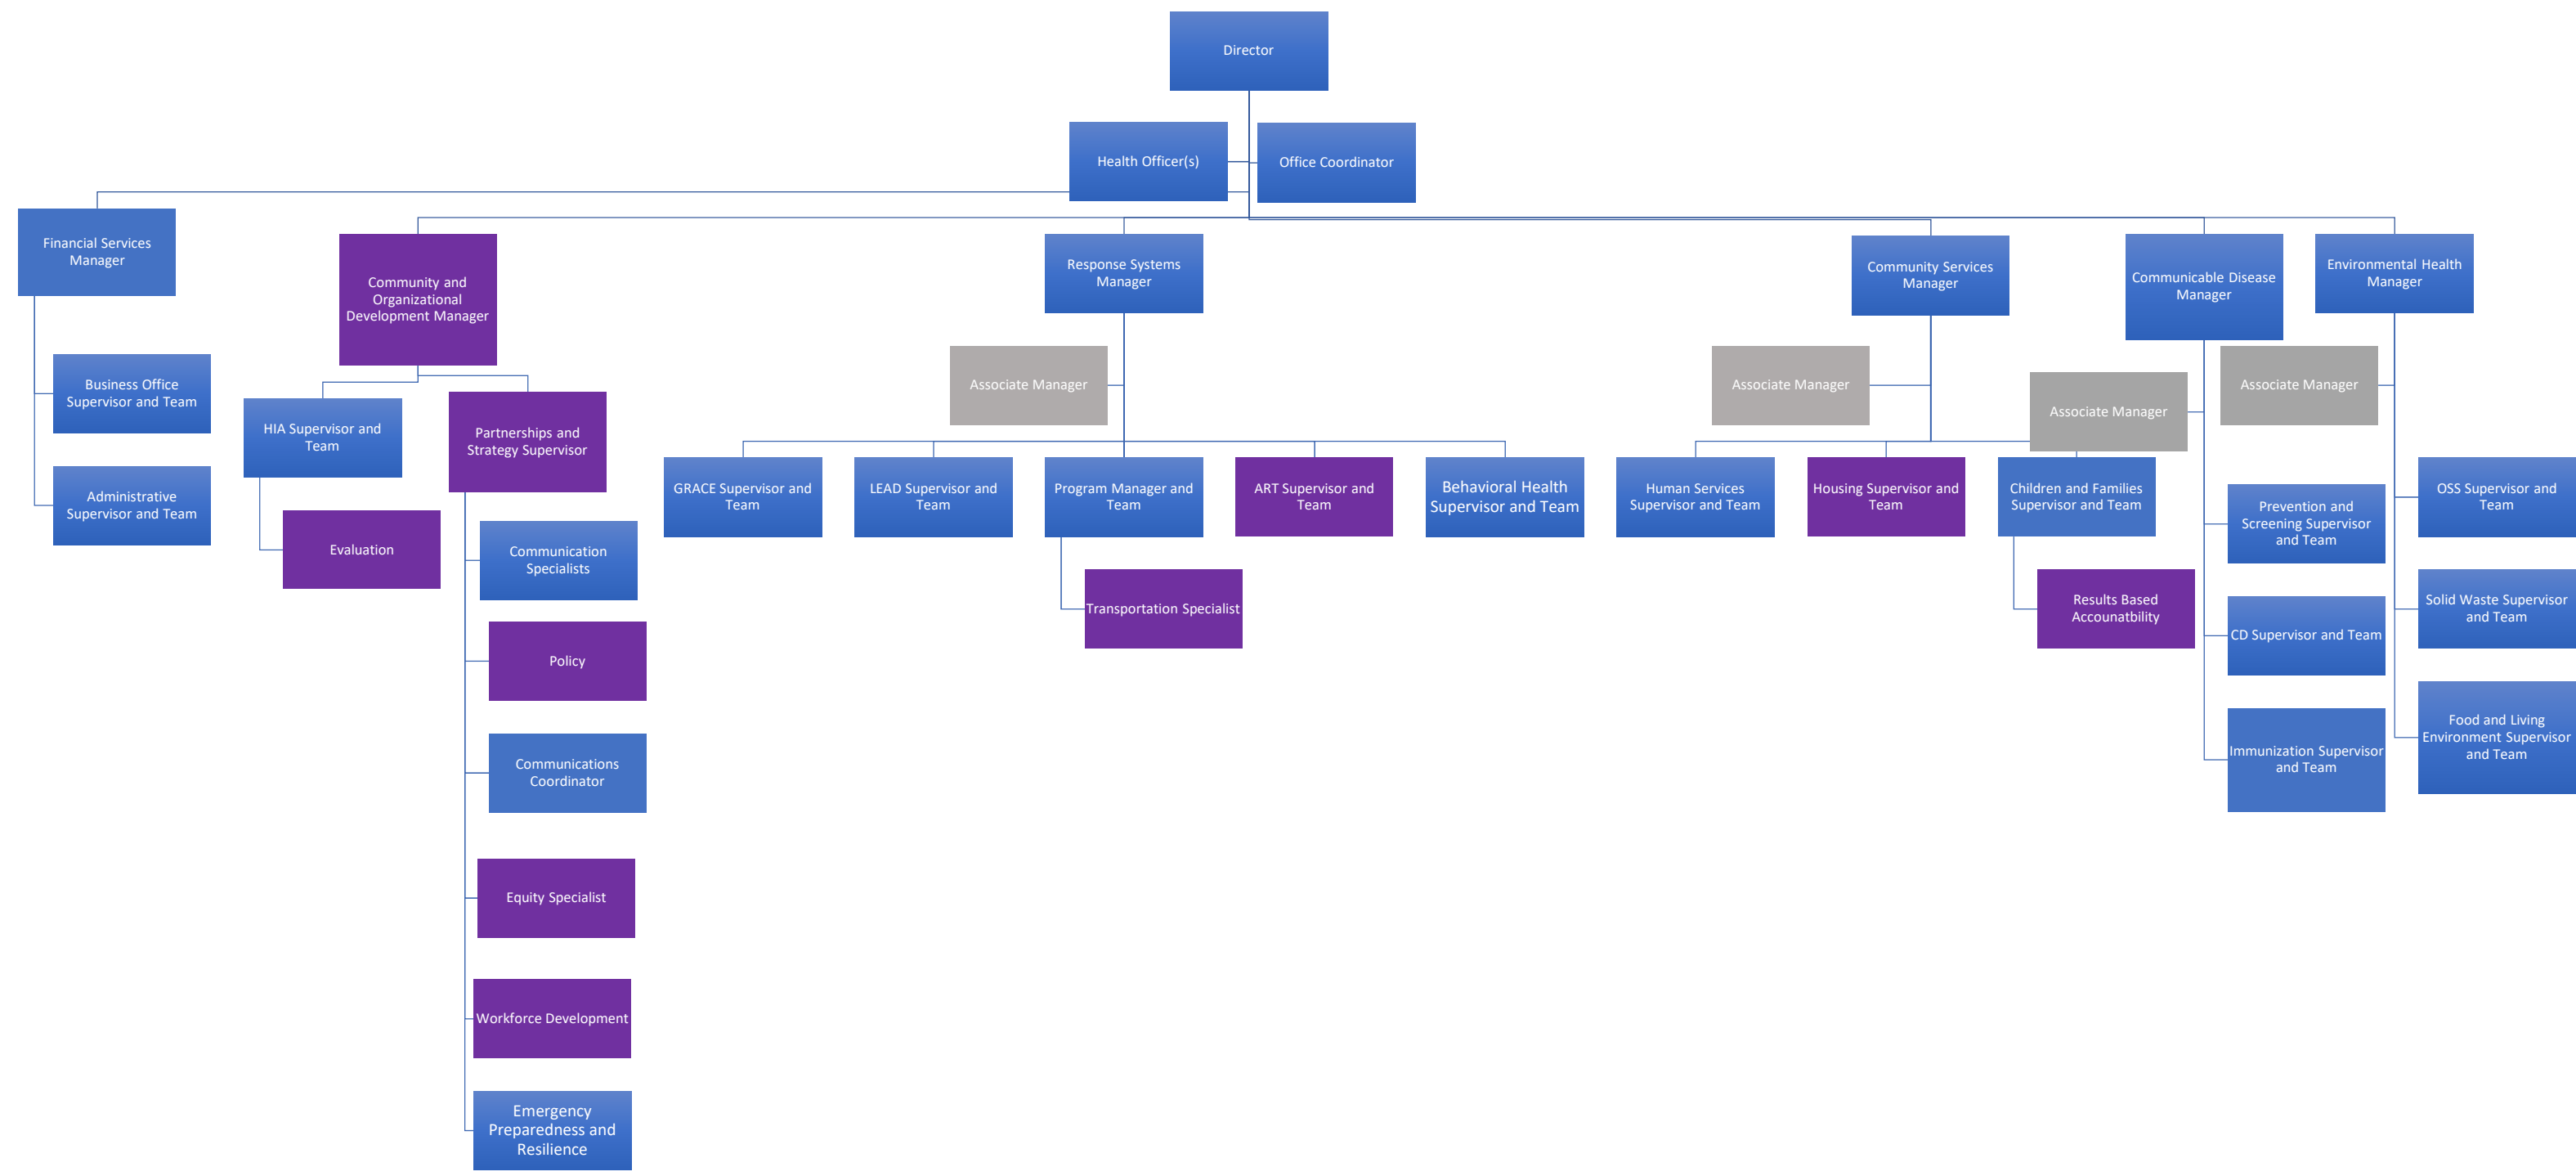 Director
Health Officer(s)
Office Coordinator
Financial Services
Manager
Community and
Organizational
Development Manager
Response Systems
Manager
Community Services
Manager
Communicable Disease
Manager
Environmental Health
Manager
Business Office
Supervisor and Team
Administrative
Supervisor and Team
HIA Supervisor and
Team
Evaluation
Partnerships and
Strategy Supervisor
Communication
Specialists
Policy
Communications
Coordinator
Equity Specialist
Workforce Development
Emergency
Preparedness and
Resilience
Associate Manager
GRACE Supervisor and
Team
LEAD Supervisor and
Team
Program Manager and
Team
Transportation Specialist
ART Supervisor and
Team
Behavioral Health
Supervisor and Team
Associate Manager
Human Services
Supervisor and Team
Housing Supervisor and
Team
Children and Families
Supervisor and Team
Results Based
Accounatbility
Associate Manager
Prevention and
Screening Supervisor
and Team
CD Supervisor and Team
Immunization Supervisor
and Team
Associate Manager
OSS Supervisor and
Team
Solid Waste Supervisor
and Team
Food and Living
Environment Supervisor
and Team